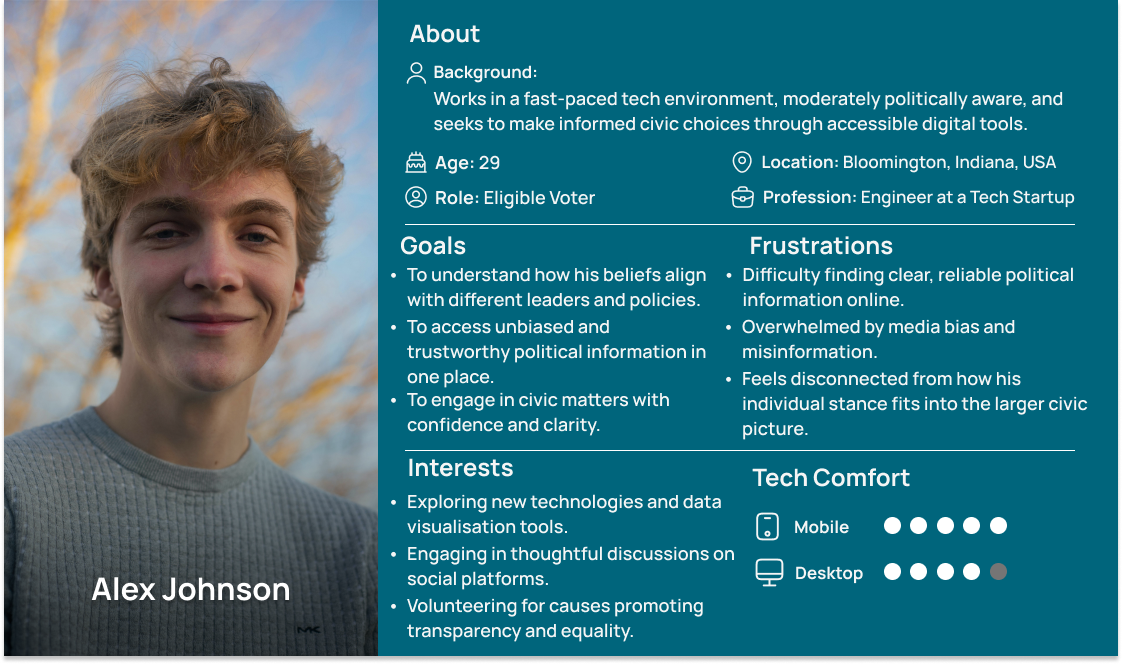 About
Background:
Works in a fast-paced tech environment, moderately politically aware, and
seeks to make informed civic choices through accessible digital tools.
Age: 29
Location: Bloomington, Indiana, USA
Role: Eligible Voter
Profession: Engineer at a Tech Startup
Goals
• To understand how his beliefs align
with different leaders and policies.
• To access unbiased and
trustworthy political information in
one place.
• To engage in civic matters with
confidence and clarity.
Frustrations
• Difficulty finding clear, reliable political
information online.
• Overwhelmed by media bias and
misinformation.
• Feels disconnected from how his
individual stance fits into the larger civic
picture.
Interests
• Exploring new technologies and data
visualisation tools.
• Engaging in thoughtful discussions on
social platforms.
• Volunteering for causes promoting
transparency and equality.
Tech Comfort
Mobile
Desktop
Alex Johnson
MK